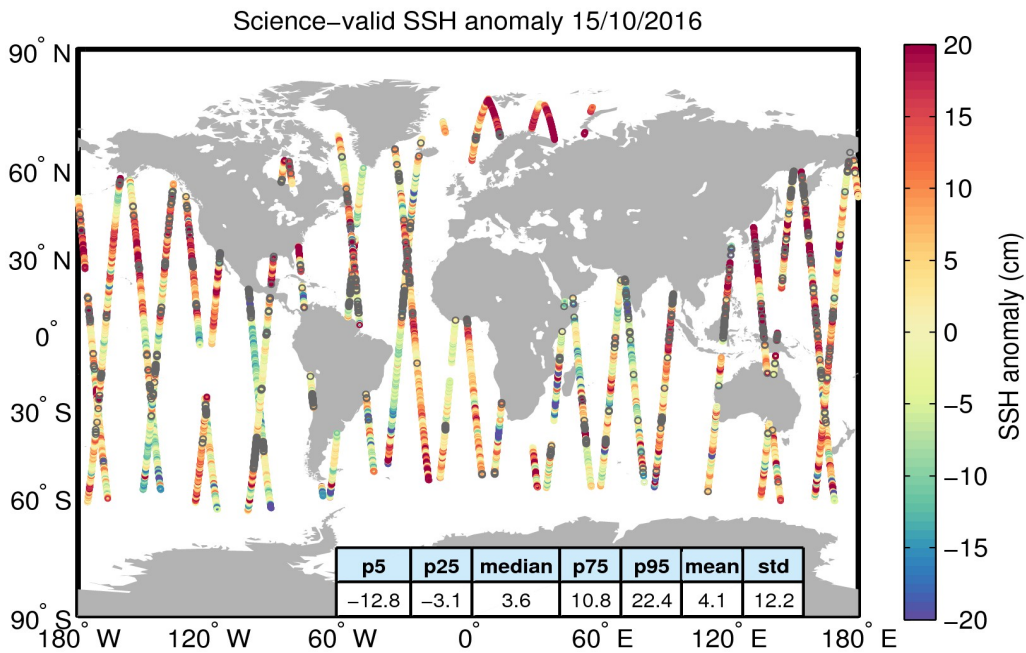 Science−valid SSH anomaly 15/10/2016
90° N
60° N
30° N
0°
30° S
60° S
90° S
180° W 120° W 60° W 0° 60° E 120° E 180° E
p5 p25 median p75 p95 mean std
−12.8 −3.1 3.6 10.8 22.4 4.1 12.2
20
15
10
5
0
−5
−10
−15
−20
SSH anomaly (cm)